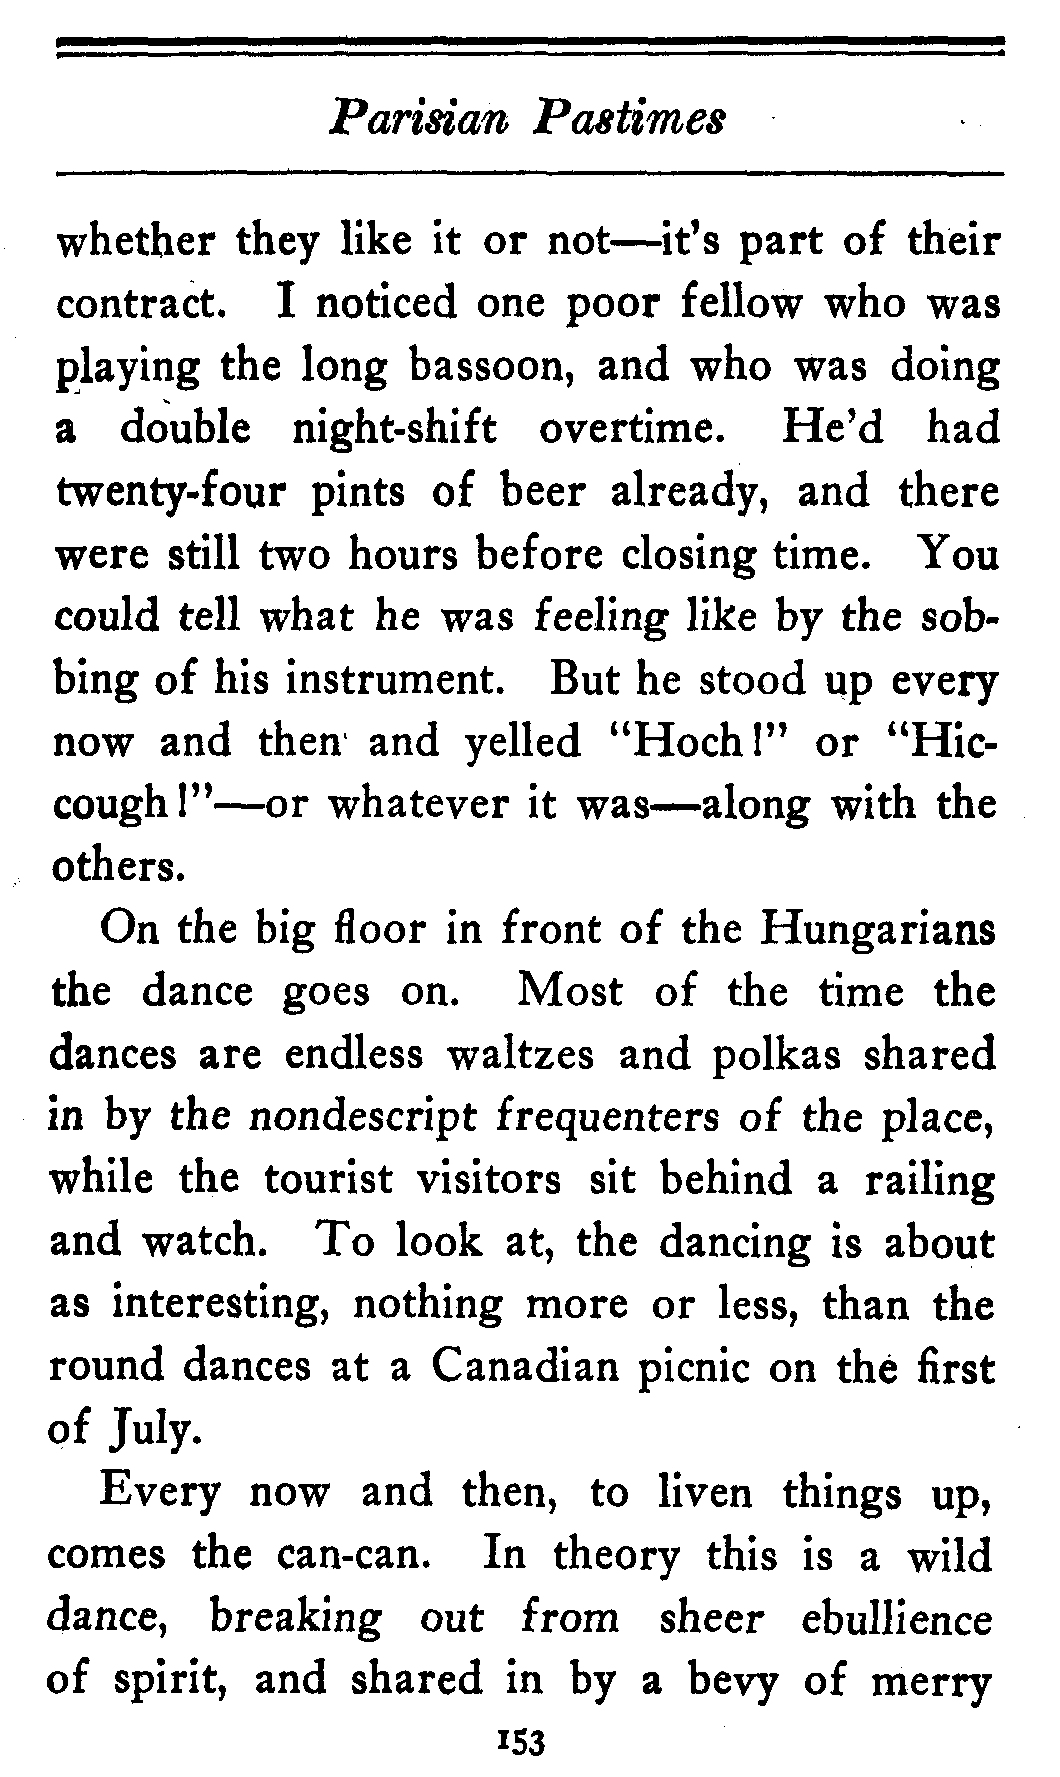 Parisian Pastimes
whether they like it or not—it's part of their
contract. I noticed one poor fellow who was
playing the long bassoon, and who was doing
a double night-shift overtime. He'd had
twenty-four pints of beer already, and there
were still two hours before closing time. You
could tell what he was feeling like by the sob-
bing of his instrument. But he stood up every
now and then and yelled "Hoch!" or "Hic-
cough!"—or whatever it was—along with the
others.
On the big floor in front of the Hungarians
the dance goes on. Most of the time the
dances are endless waltzes and polkas shared
in by the nondescript frequenters of the place,
while the tourist visitors sit behind a railing
and watch. To look at, the dancing is about
as interesting, nothing more or less, than the
round dances at a Canadian picnic on the first
of July.
Every now and then, to liven things up,
comes the can-can. In theory this is a wild
dance, breaking out from sheer ebullience
of spirit, and shared in by a bevy of merry
153